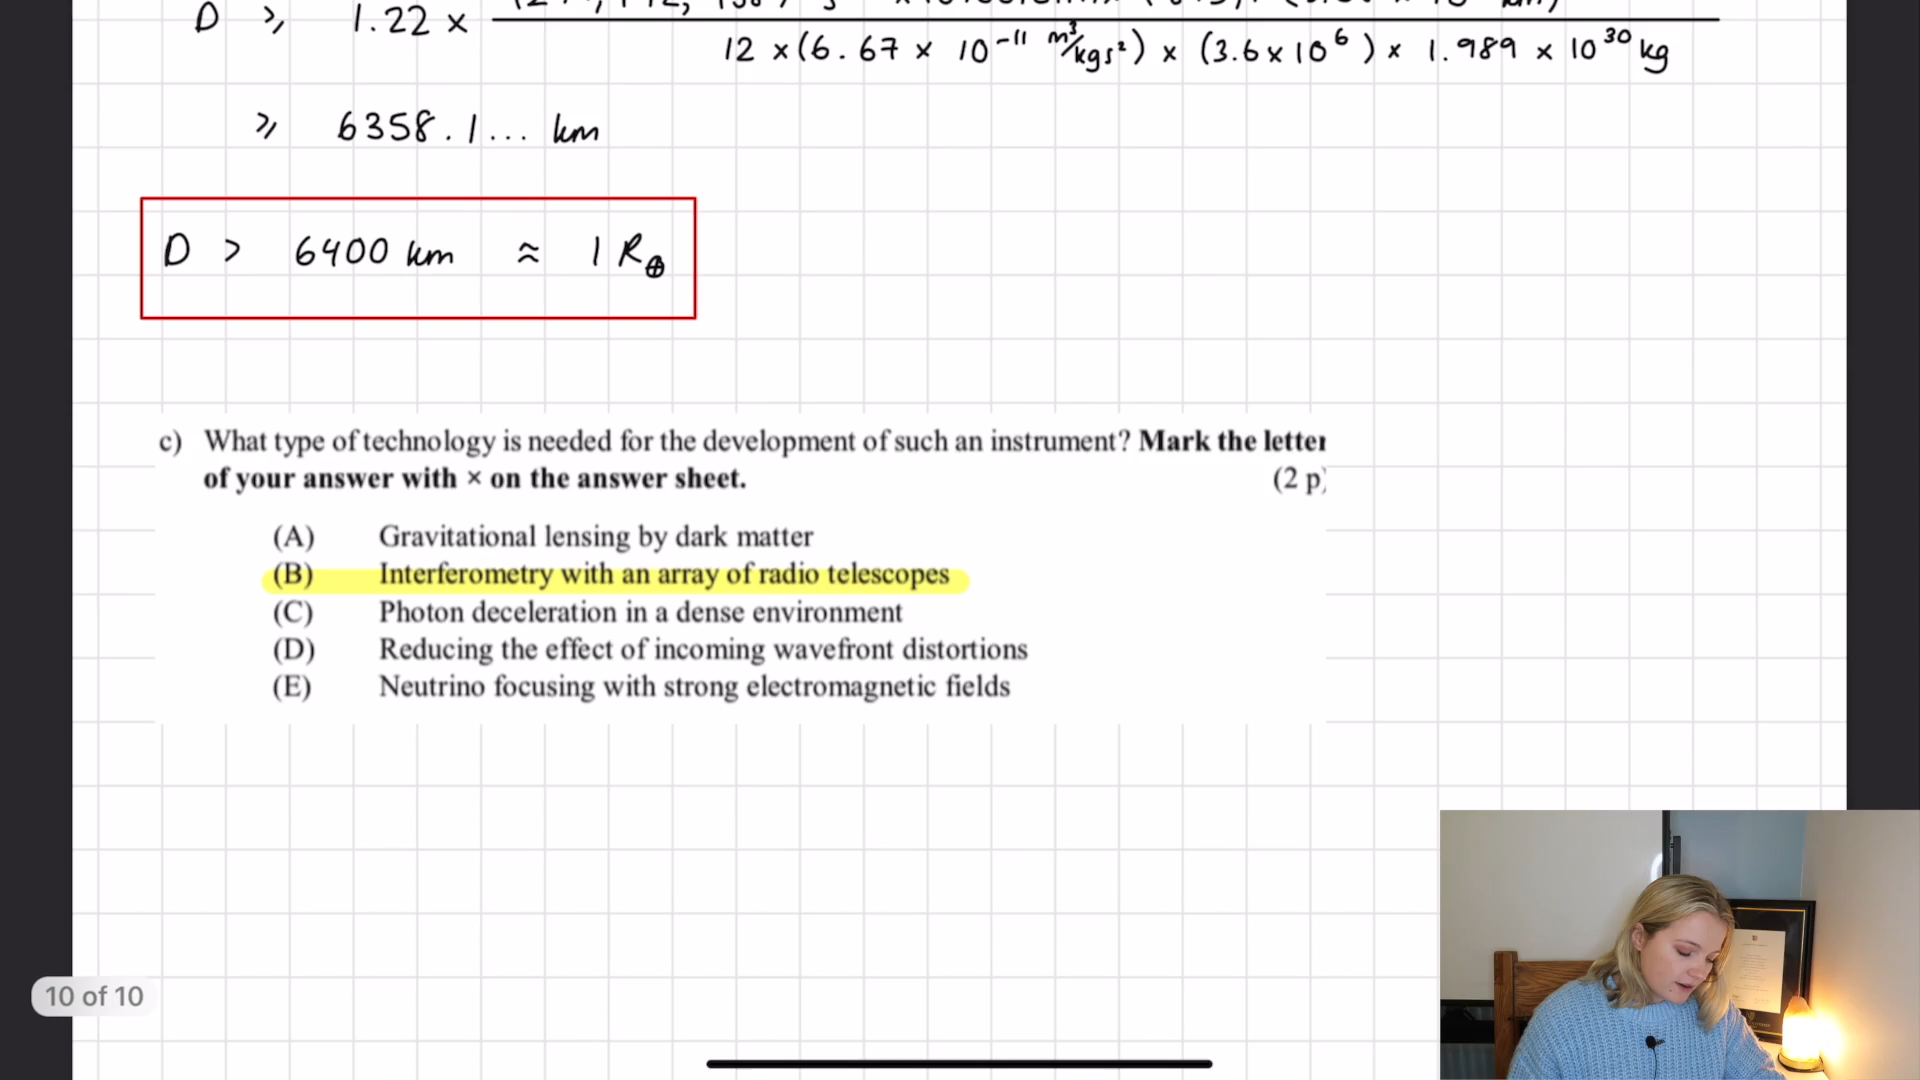 D ⩾ 1.22 ×
12 × (6.67 × 10⁻¹¹ m³/kgs²) × (3.6 × 10⁶) × 1.989 × 10³⁰ kg
⩾ 6358.1... km
D > 6400 km ≈ 1 R⊕
c) What type of technology is needed for the development of such an instrument? Mark the letter
of your answer with × on the answer sheet. (2 p)
(A) Gravitational lensing by dark matter
(B) Interferometry with an array of radio telescopes
(C) Photon deceleration in a dense environment
(D) Reducing the effect of incoming wavefront distortions
(E) Neutrino focusing with strong electromagnetic fields
10 of 10